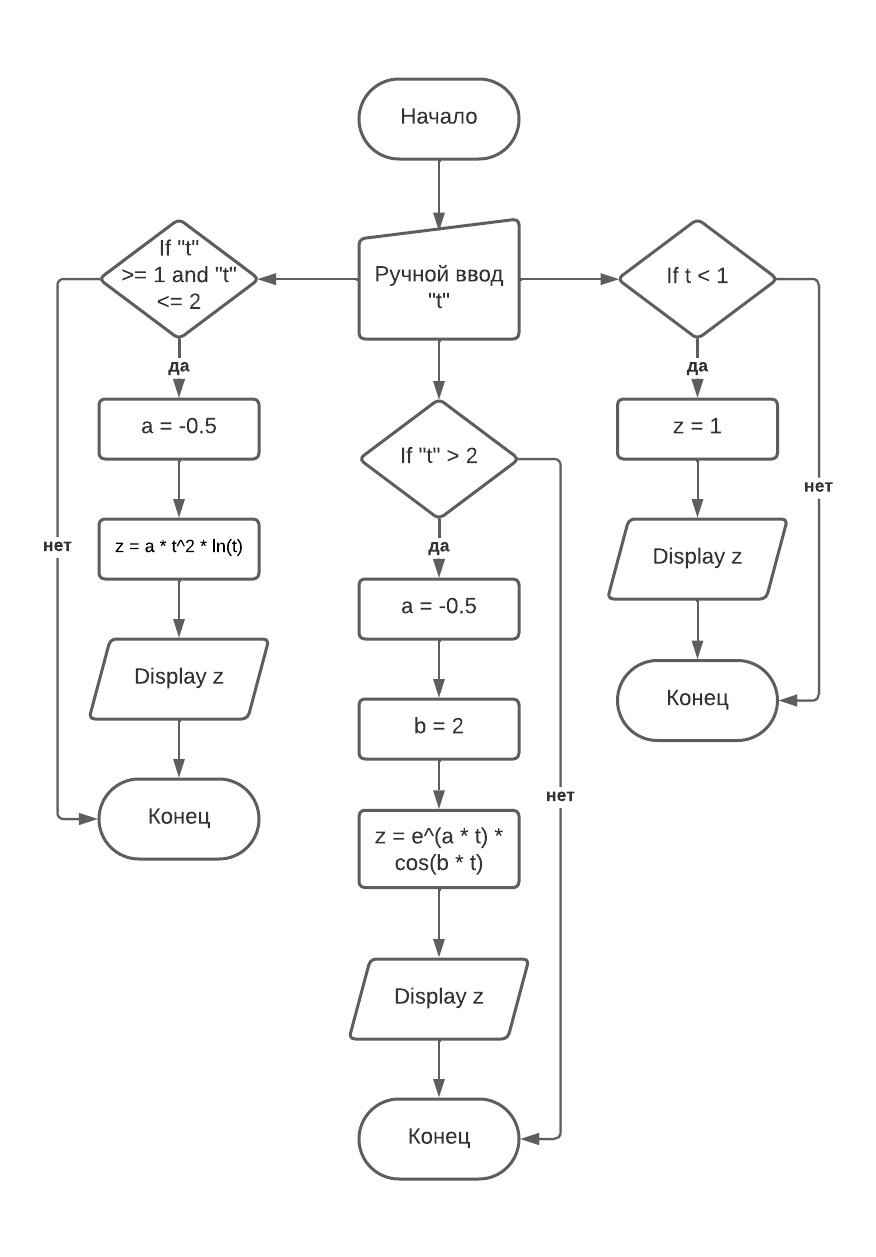 Начало
Ручной ввод
"t"
If "t"
>= 1 and "t"
<= 2
да
a = -0.5
z = a * t^2 * ln(t)
нет
Display z
Конец
If "t" > 2
да
a = -0.5
b = 2
нет
z = e^(a * t) *
cos(b * t)
Display z
Конец
If t < 1
да
z = 1
нет
Display z
Конец